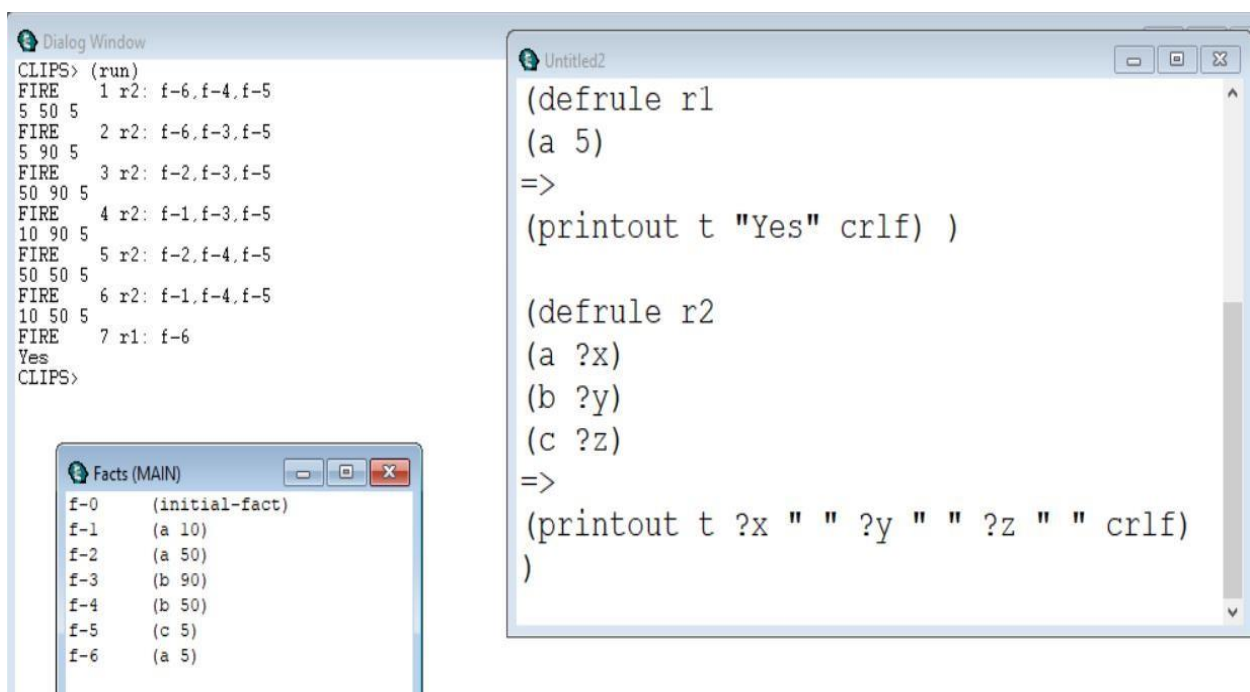 Dialog Window
CLIPS> (run)
FIRE    1 r2: f-6,f-4,f-5
5 50 5
FIRE    2 r2: f-6,f-3,f-5
5 90 5
FIRE    3 r2: f-2,f-3,f-5
50 90 5
FIRE    4 r2: f-1,f-3,f-5
10 90 5
FIRE    5 r2: f-2,f-4,f-5
50 50 5
FIRE    6 r2: f-1,f-4,f-5
10 50 5
FIRE    7 r1: f-6
Yes
CLIPS>
Facts (MAIN)
f-0     (initial-fact)
f-1     (a 10)
f-2     (a 50)
f-3     (b 90)
f-4     (b 50)
f-5     (c 5)
f-6     (a 5)
Untitled2
(defrule r1
(a 5)
=>
(printout t "Yes" crlf) )
(defrule r2
(a ?x)
(b ?y)
(c ?z)
=>
(printout t ?x " " ?y " " ?z " " crlf)
)